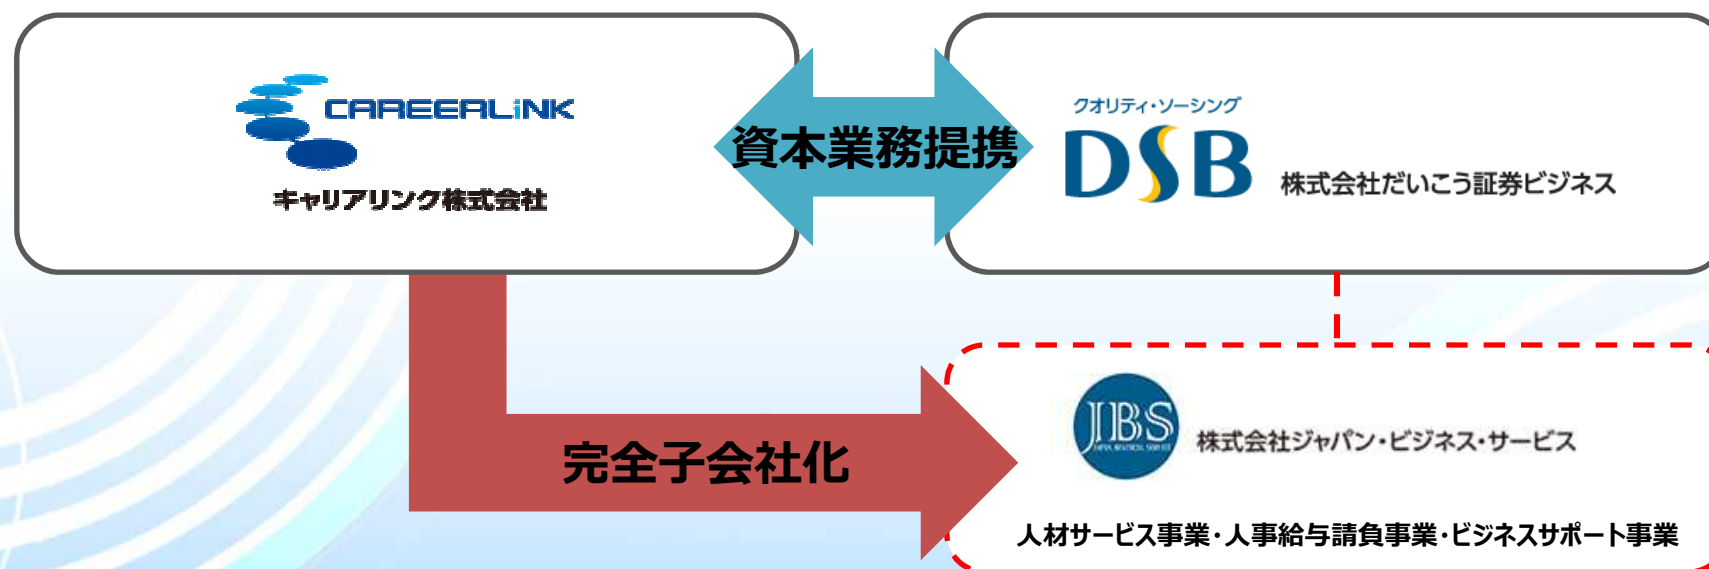 CAREERLiNK
キャリアリンク株式会社
資本業務提携
クオリティ・ソーシング
DSB
株式会社だいこう証券ビジネス
完全子会社化
JBS
株式会社ジャパン・ビジネス・サービス
人材サービス事業・人事給与請負事業・ビジネスサポート事業